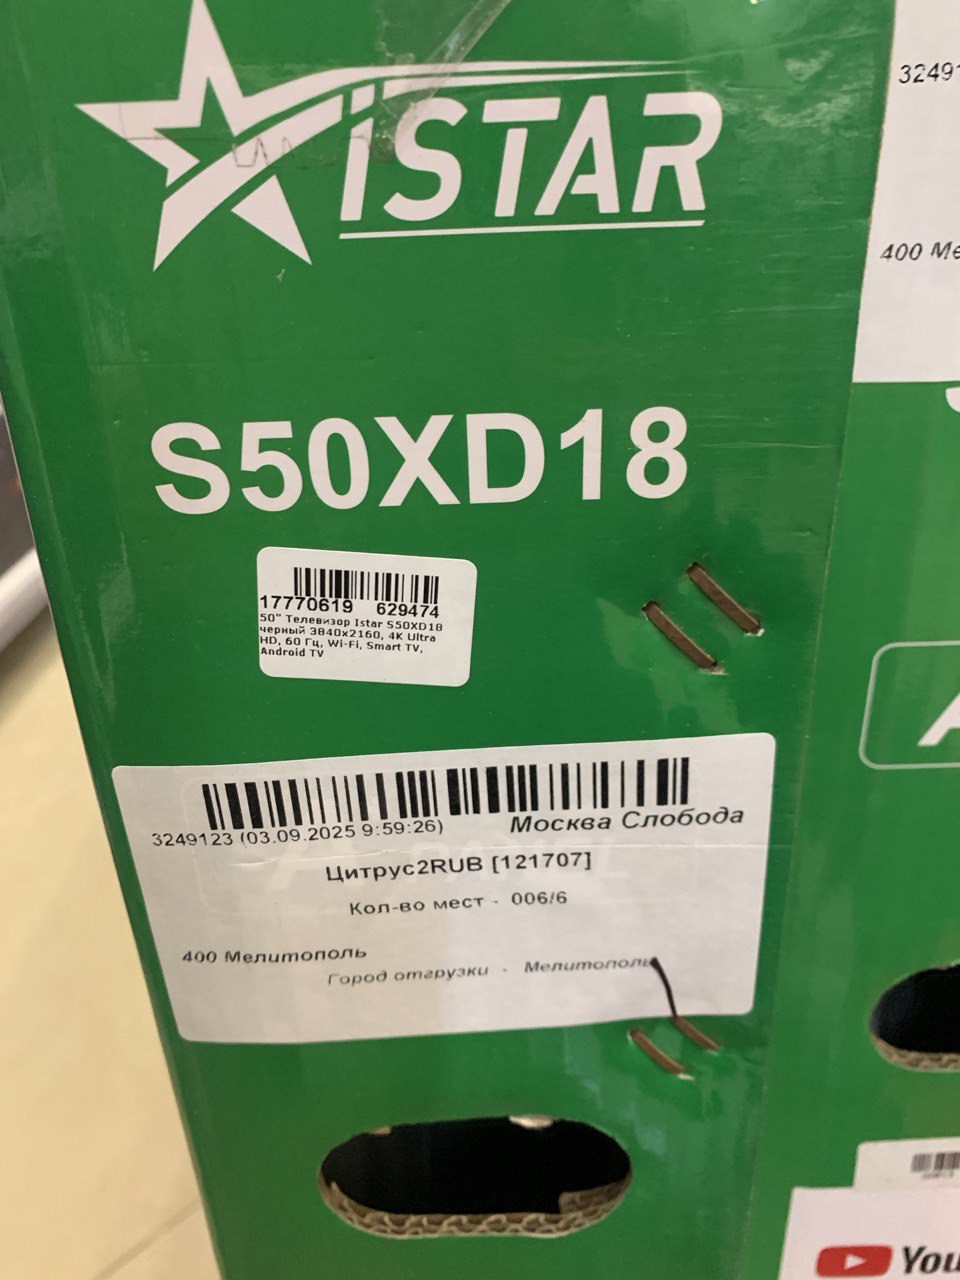 ISTAR
S50XD18
17770619 629474
50" Телевизор Istar S50XD18
черный 3840x2160, 4K Ultra
HD, 60 Гц, Wi-Fi, Smart TV,
Android TV
3249123 (03.09.2025 9:59:26) Москва Слобода
Цитрус2RUB [121707]
Кол-во мест - 006/6
400 Мелитополь
Город отгрузки - Мелитополь
400